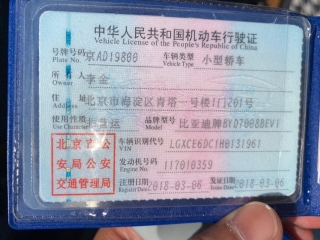 中华人民共和国机动车行驶证
Vehicle License of the People's Republic of China
号牌号码 京AD19800 车辆类型 小型轿车
Plate No. Vehicle Type
所有人 李金
Owner
住址 北京市海淀区青塔一号楼1门201号
Address
使用性质 非营运 品牌型号 比亚迪牌BYD7008BEV1
Use Character Model
车辆识别代号 LGXCE6DC1H0131961
VIN
发动机号码 117010359
Engine No.
注册日期 2018-03-06 发证日期 2018-03-06
Register Date Issue Date
北京市公
安局公安
交通管理局